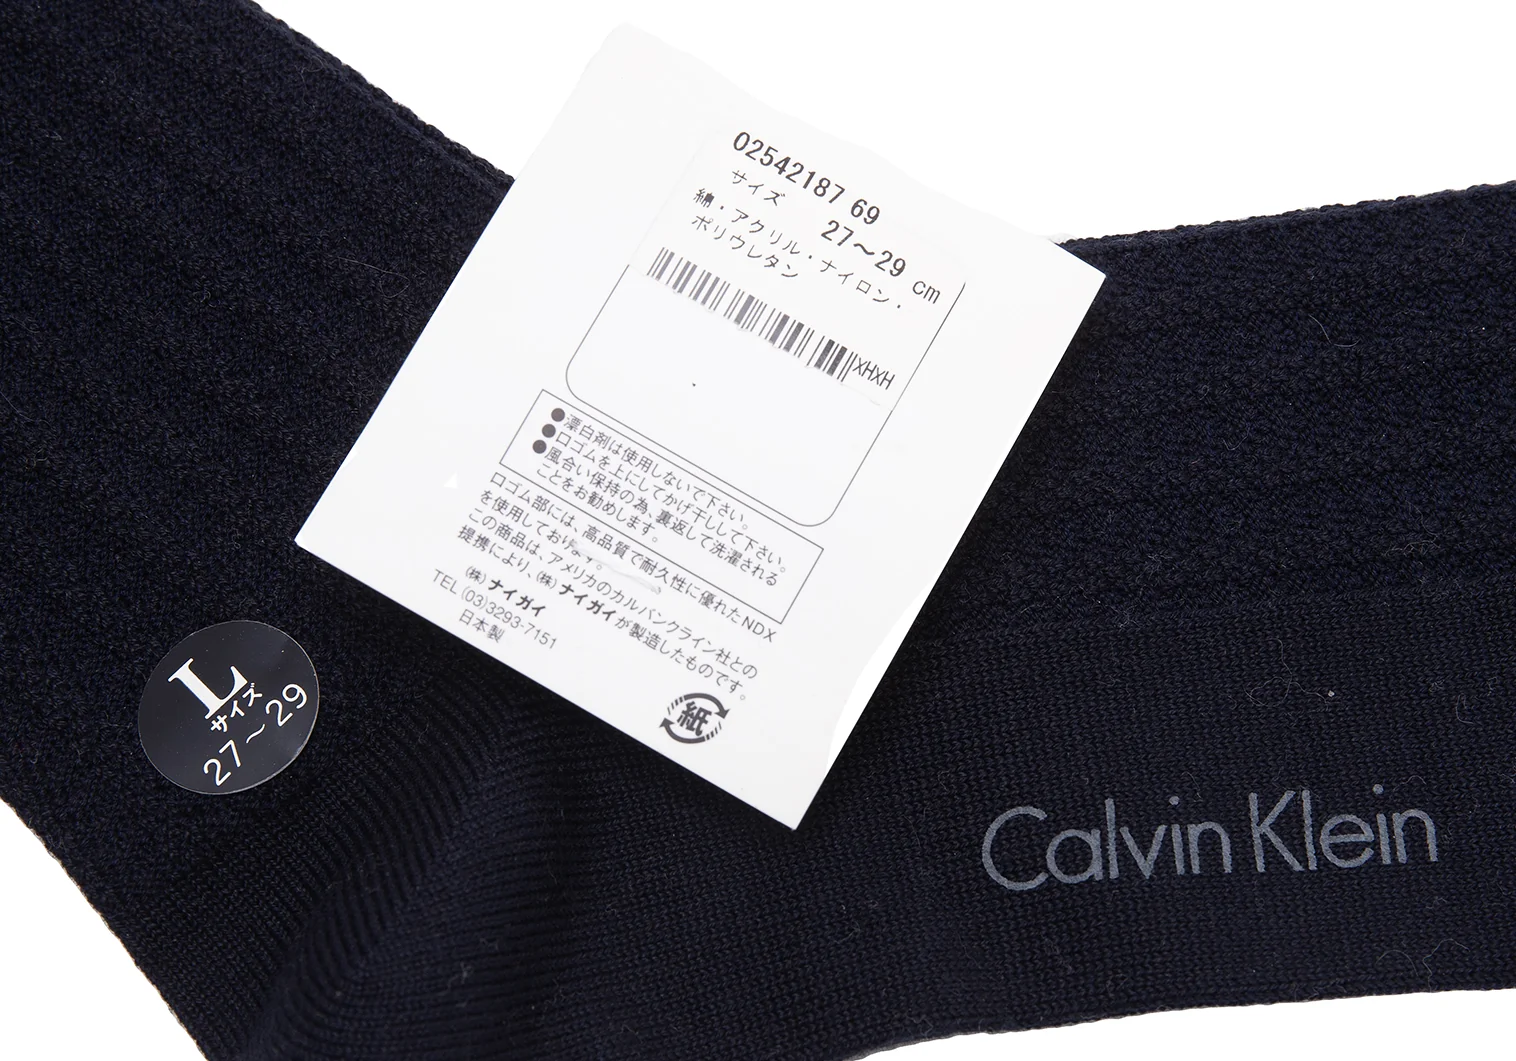 02542187 69
サイズ 27～29 cm
綿・アクリル・ナイロン・
ポリウレタン
XHXH
●漂白剤は使用しないで下さい。
●口ゴムを上にしてかげ干しして下さい。
●風合い保持の為、裏返して洗濯される
ことをお勧めします。
口ゴム部には、高品質で耐久性に優れたNDX
を使用しております。
この商品は、アメリカのカルバンクライン社との
提携により、(株)ナイガイが製造したものです。
(株)ナイガイ
TEL(03)3293-7151
日本製
紙
L
サイズ
27～29
Calvin Klein